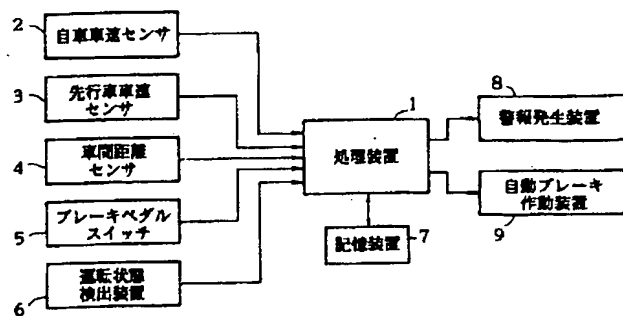 2
自車車速センサ
3
先行車車速
センサ
4
車間距離
センサ
5
ブレーキペダル
スイッチ
6
運転状態
検出装置
1
処理装置
7
記憶装置
8
警報発生装置
9
自動ブレーキ
作動装置